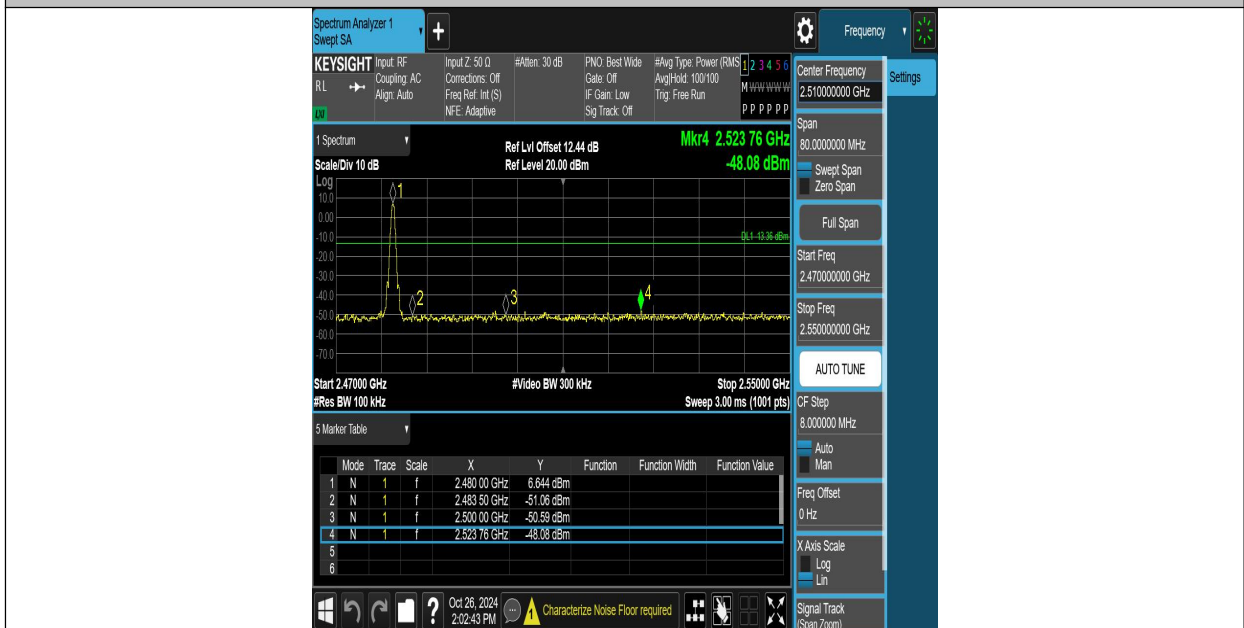 Spectrum Analyzer 1
Swept SA
+
Frequency
KEYSIGHT
RL
LXI
Input: RF
Coupling: AC
Align: Auto
Input Z: 50 Ω
Corrections: Off
Freq Ref: Int (S)
NFE: Adaptive
#Atten: 30 dB
PNO: Best Wide
Gate: Off
IF Gain: Low
Sig Track: Off
#Avg Type: Power (RMS
Avg|Hold: 100/100
Trig: Free Run
1 2 3 4 5 6
M W W W W W
P P P P P P
1 Spectrum
Scale/Div 10 dB
Ref Lvl Offset 12.44 dB
Ref Level 20.00 dBm
Mkr4 2.523 76 GHz
-48.08 dBm
Log
10.0
0.00
-10.0
-20.0
-30.0
-40.0
-50.0
-60.0
-70.0
1
2
3
4
DL1 -13.36 dBm
Start 2.47000 GHz
#Video BW 300 kHz
Stop 2.55000 GHz
#Res BW 100 kHz
Sweep 3.00 ms (1001 pts)
5 Marker Table
Mode Trace Scale X Y Function Function Width Function Value
1 N 1 f 2.480 00 GHz 6.644 dBm
2 N 1 f 2.483 50 GHz -51.06 dBm
3 N 1 f 2.500 00 GHz -50.59 dBm
4 N 1 f 2.523 76 GHz -48.08 dBm
5
6
Center Frequency
2.510000000 GHz
Settings
Span
80.0000000 MHz
Swept Span
Zero Span
Full Span
Start Freq
2.470000000 GHz
Stop Freq
2.550000000 GHz
AUTO TUNE
CF Step
8.000000 MHz
Auto
Man
Freq Offset
0 Hz
X Axis Scale
Log
Lin
Signal Track
(Span Zoom)
?
Oct 26, 2024
2:02:43 PM
Characterize Noise Floor required